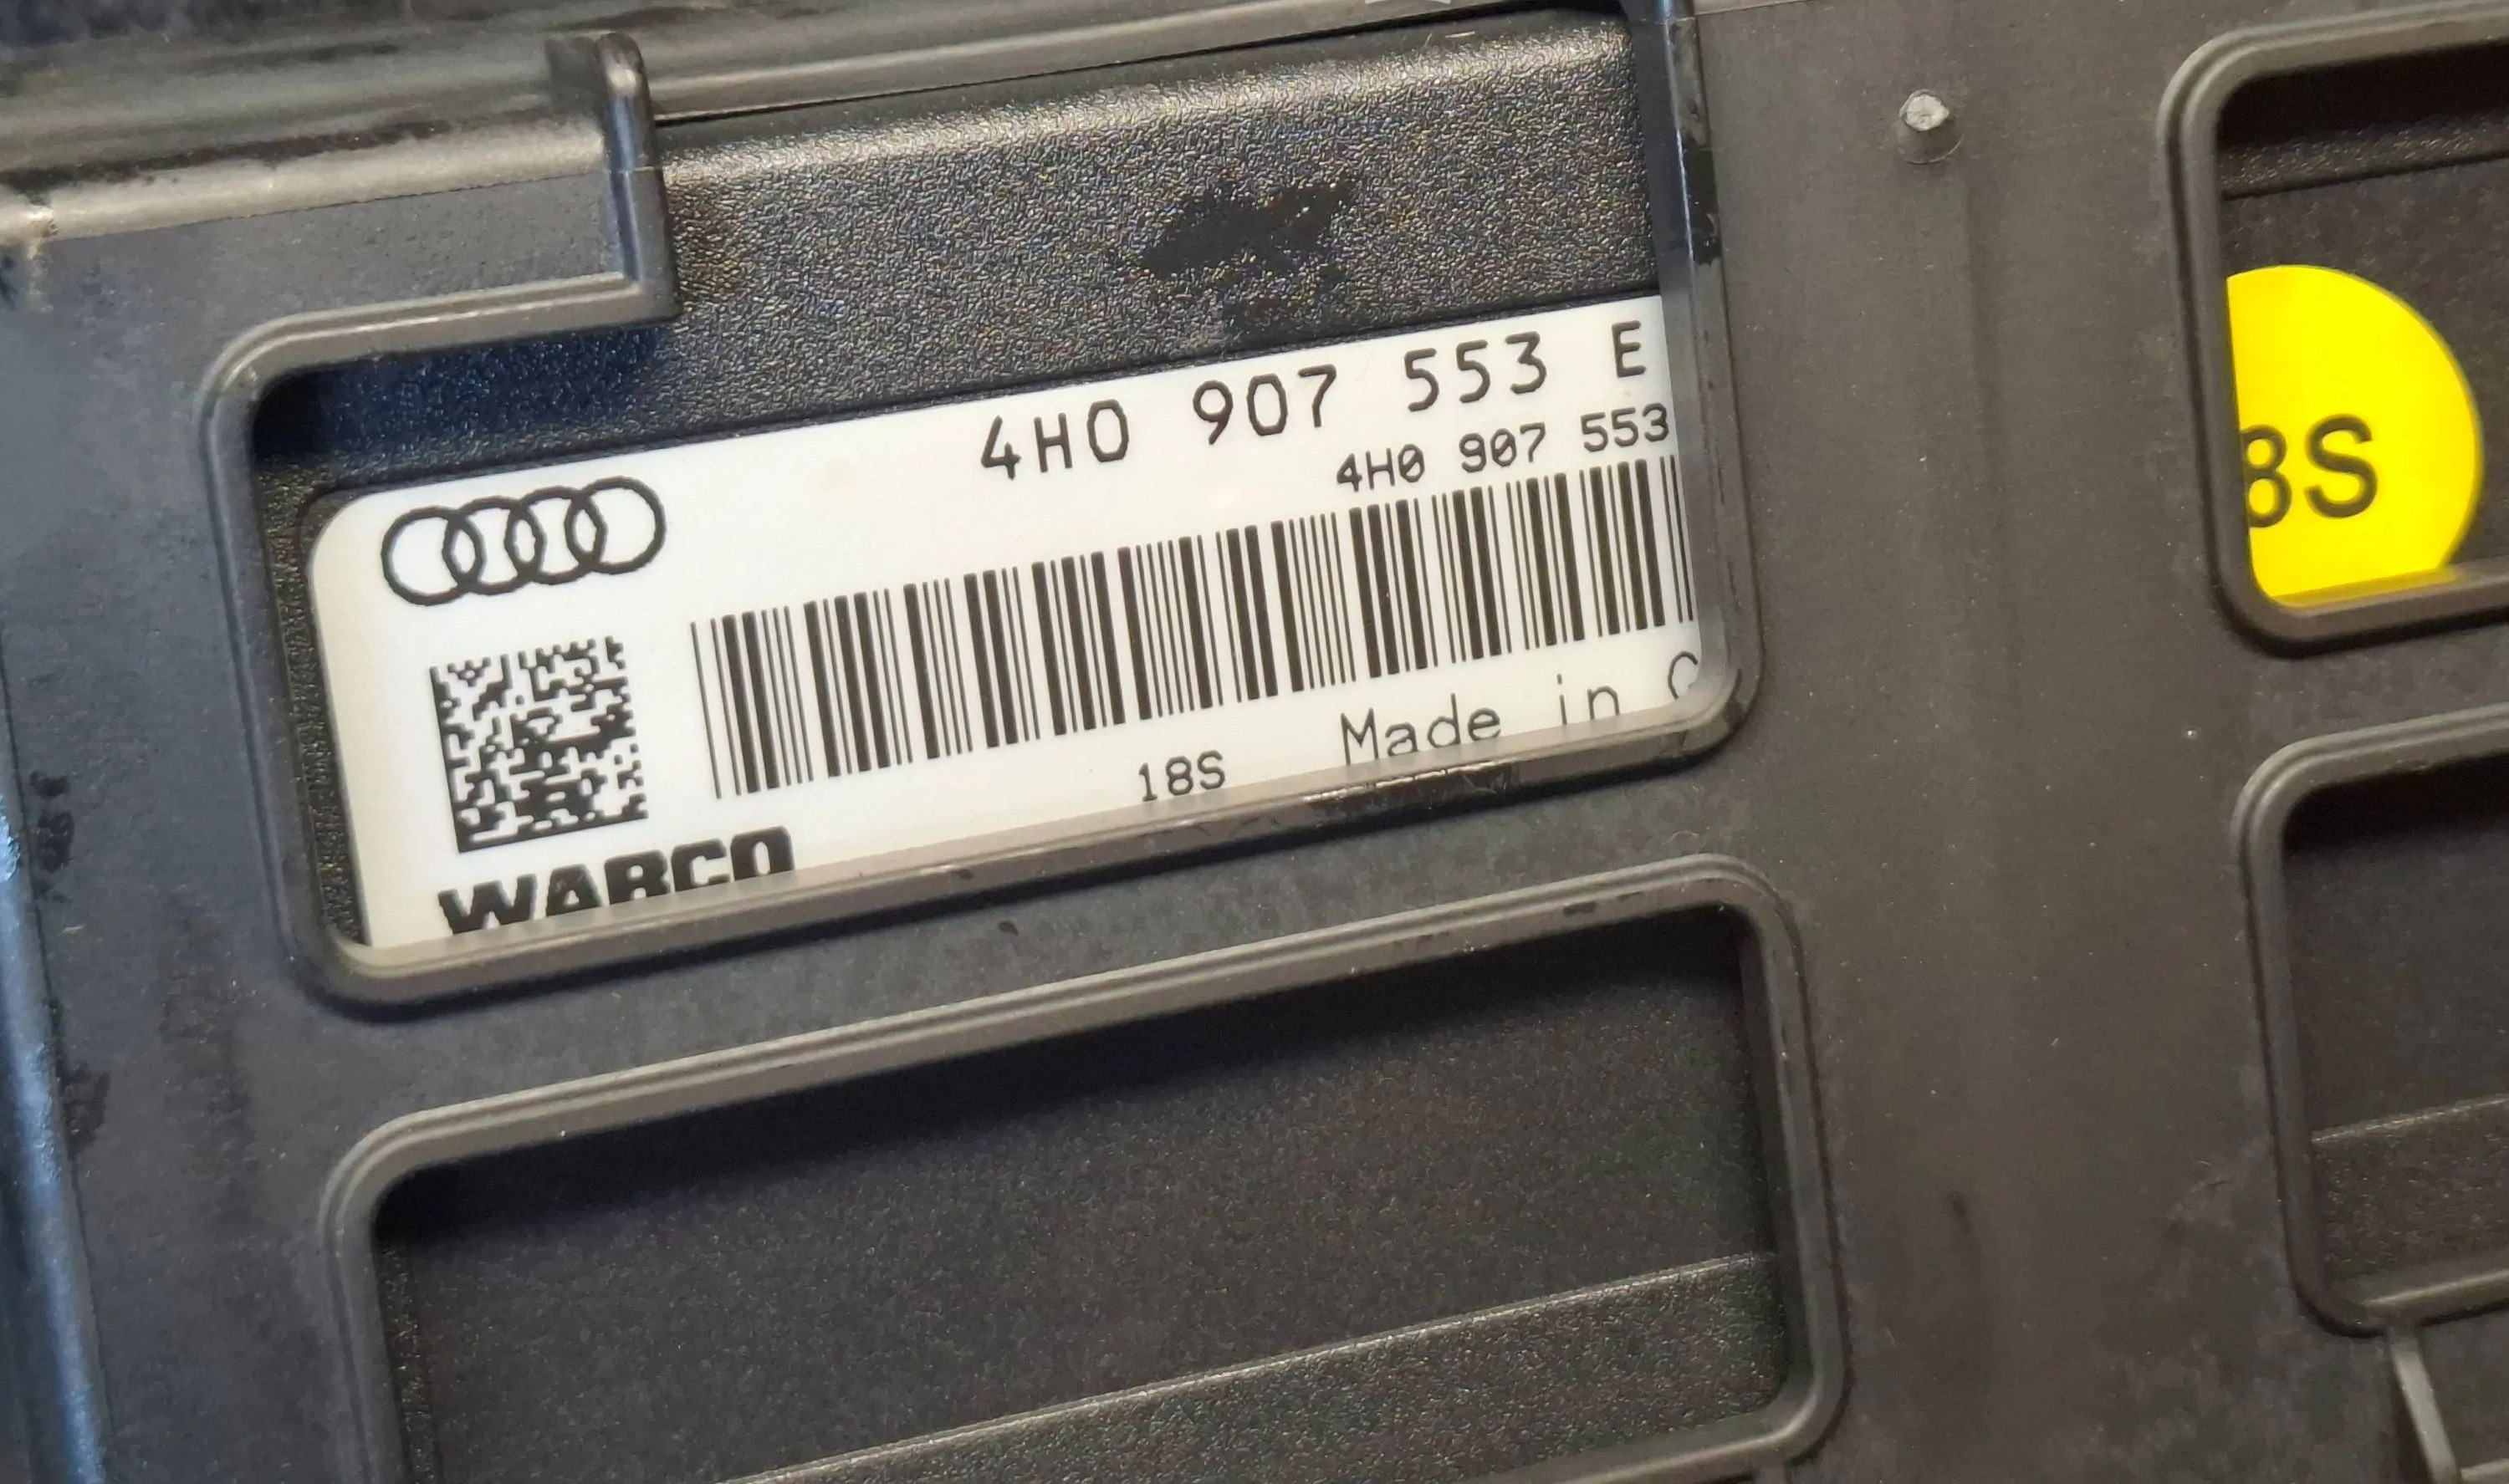 4H0 907 553 E
4H0 907 553
18S Made in
WABCO
8S